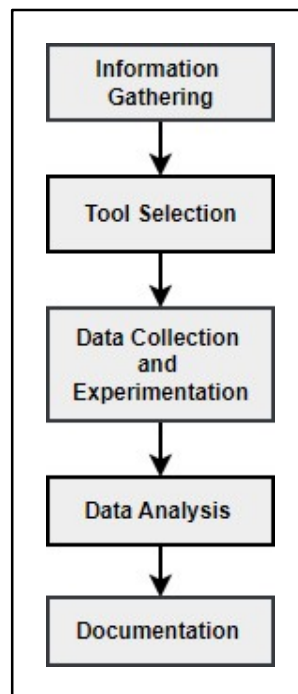 Information
Gathering
Tool Selection
Data Collection
and
Experimentation
Data Analysis
Documentation